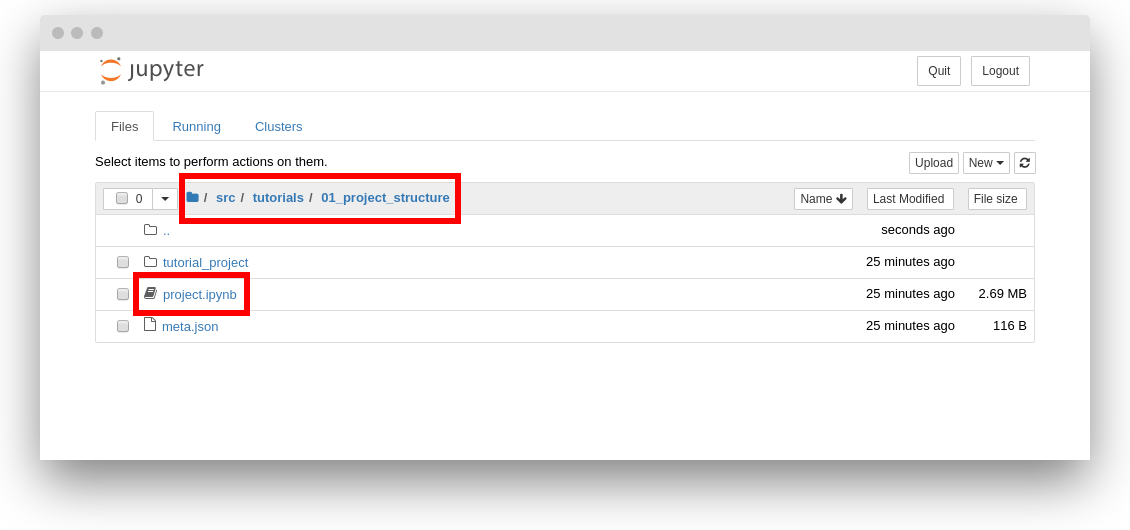 jupyter
Quit Logout
Files Running Clusters
Select items to perform actions on them.
Upload New
0 / src / tutorials / 01_project_structure Name Last Modified File size
.. seconds ago
tutorial_project 25 minutes ago
project.ipynb 25 minutes ago 2.69 MB
meta.json 25 minutes ago 116 B